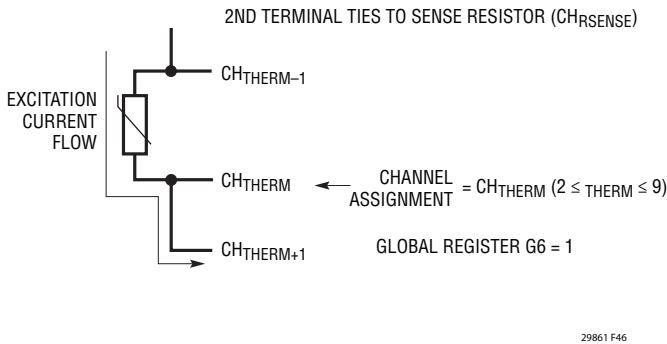 2ND TERMINAL TIES TO SENSE RESISTOR (CHRSENSE)
CHTHERM–1
EXCITATION
CURRENT
FLOW
CHTHERM
CHANNEL
ASSIGNMENT
= CHTHERM (2 ≤ THERM ≤ 9)
CHTHERM+1
GLOBAL REGISTER G6 = 1
29861 F46